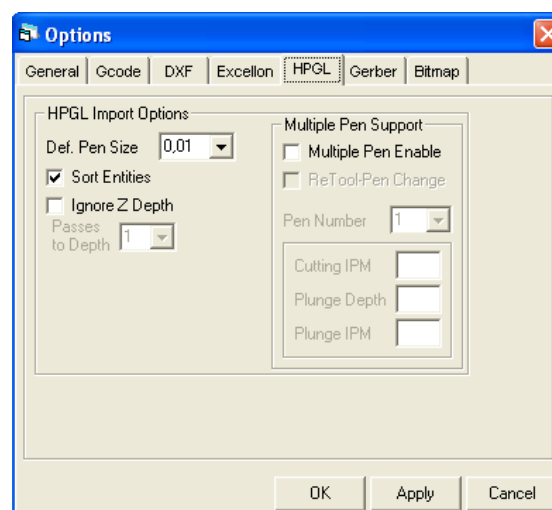 Options
General Gcode DXF Excellon HPGL Gerber Bitmap
HPGL Import Options
Def. Pen Size 0,01
Sort Entities
Ignore Z Depth
Passes
to Depth 1
Multiple Pen Support
Multiple Pen Enable
ReTool-Pen Change
Pen Number 1
Cutting IPM
Plunge Depth
Plunge IPM
OK Apply Cancel